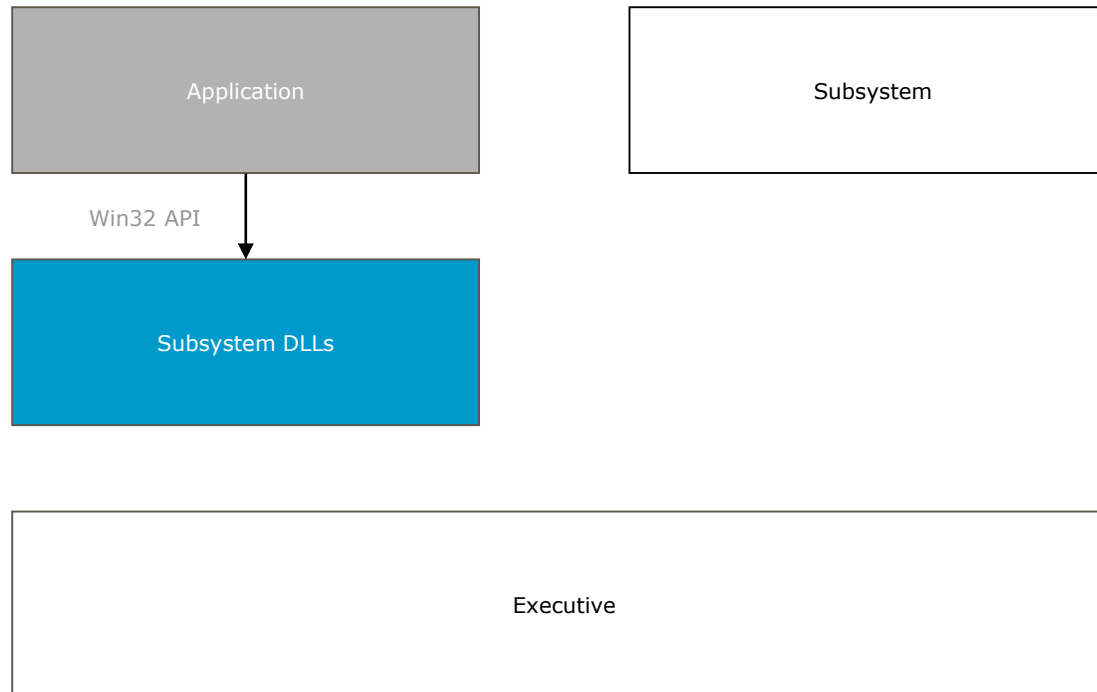 Application
Subsystem
Win32 API
Subsystem DLLs
Executive